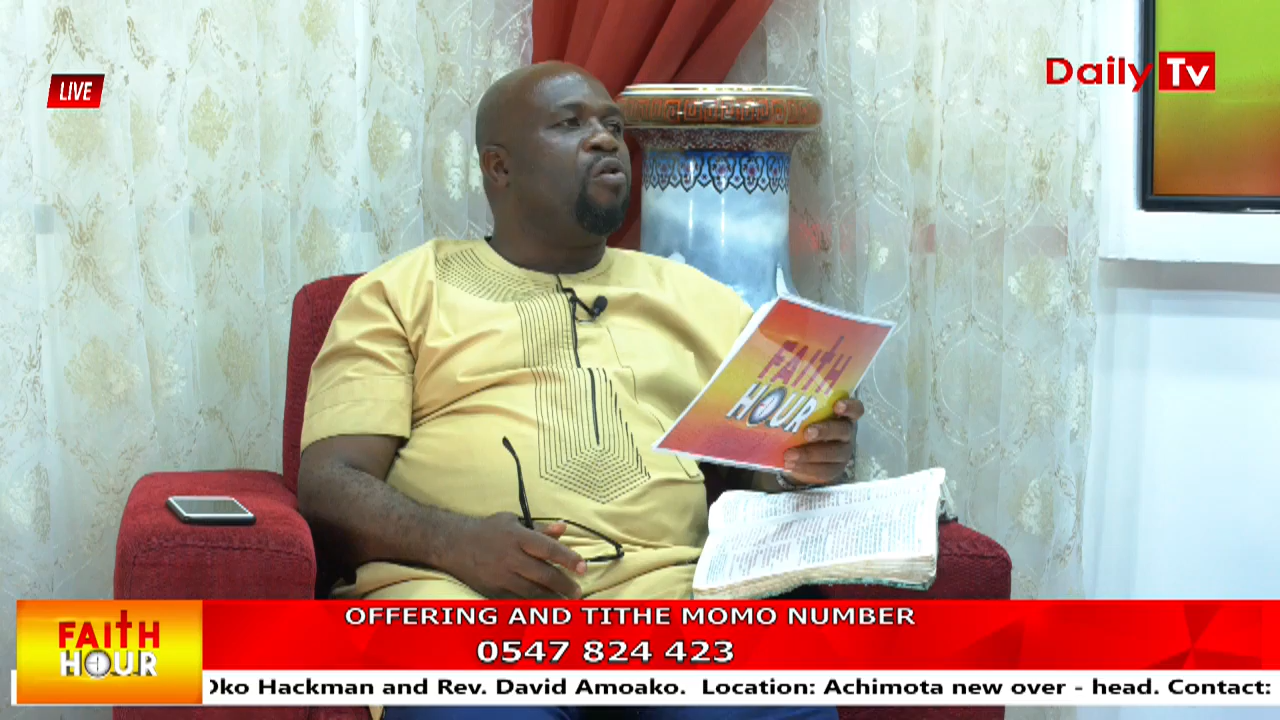 LIVE
Daily Tv
FAITH
HOUR
OFFERING AND TITHE MOMO NUMBER
0547 824 423
FAITH
HOUR
Oko Hackman and Rev. David Amoako. Location: Achimota new over - head. Contact: